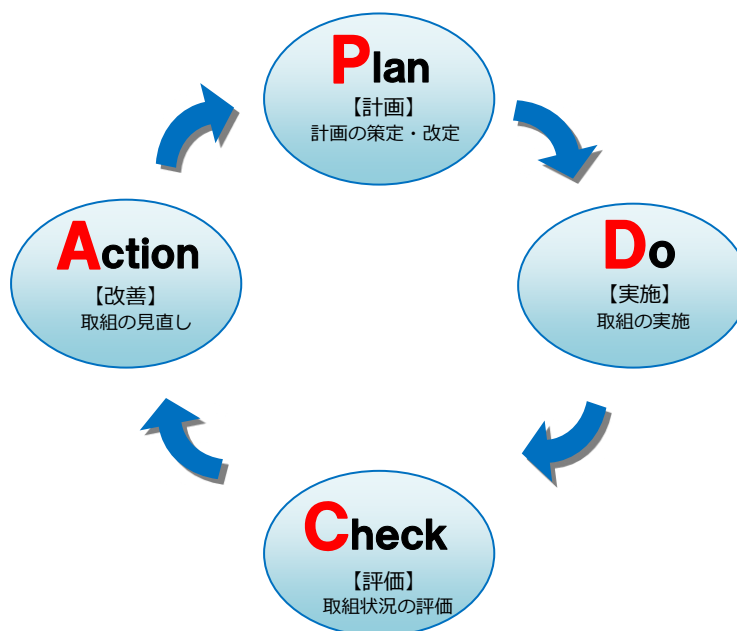 Plan
【計画】
計画の策定・改定
Action
【改善】
取組の見直し
Do
【実施】
取組の実施
Check
【評価】
取組状況の評価